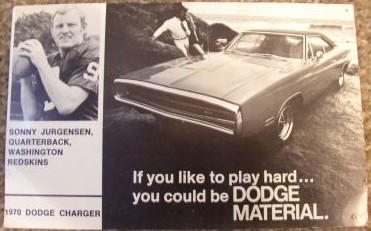 SONNY JURGENSEN,
QUARTERBACK,
WASHINGTON
REDSKINS
1970 DODGE CHARGER
If you like to play hard...
you could be DODGE
MATERIAL.